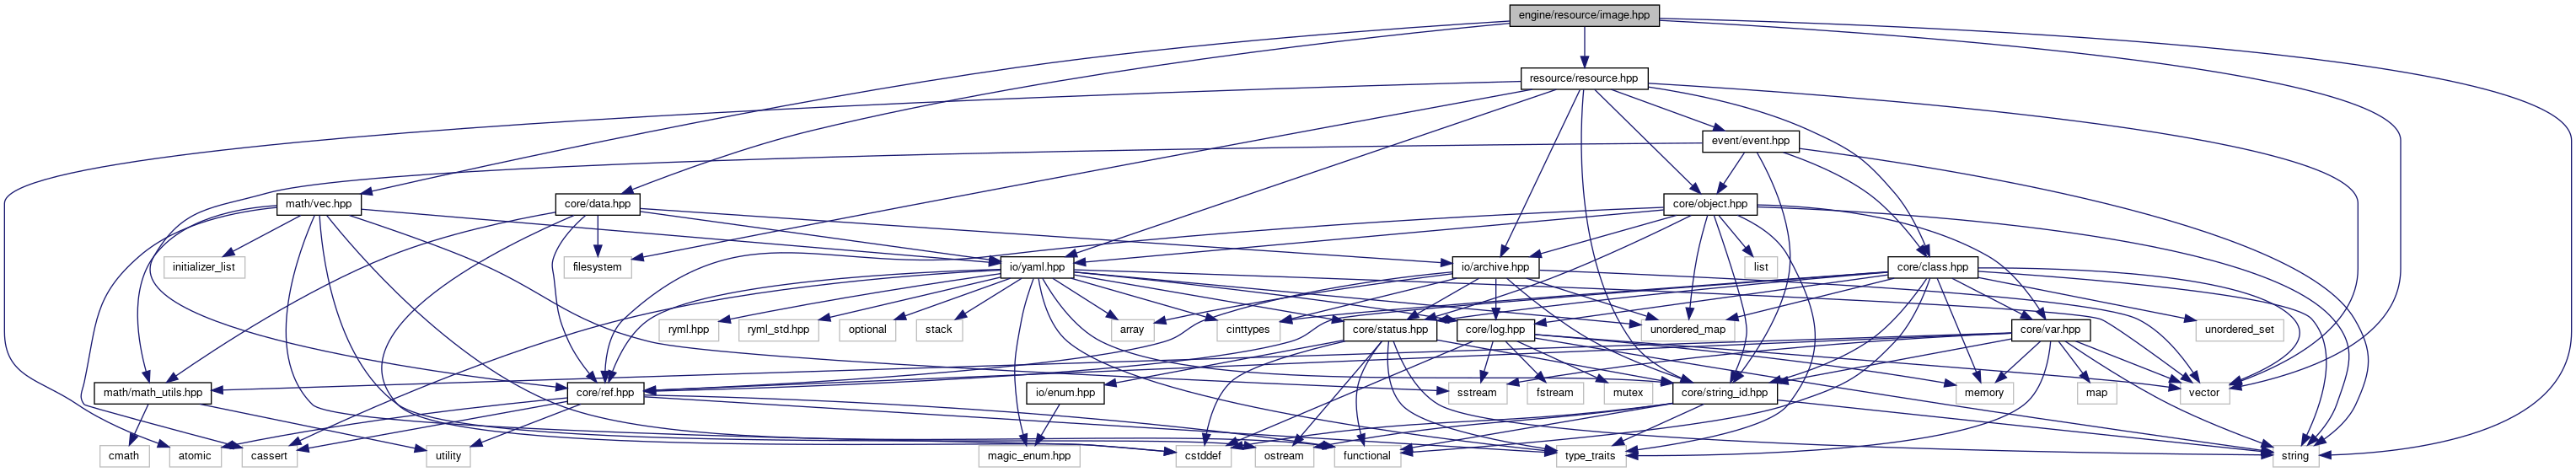 engine/resource/image.hpp
resource/resource.hpp
event/event.hpp
math/vec.hpp
core/data.hpp
core/object.hpp
initializer_list
filesystem
io/yaml.hpp
io/archive.hpp
list
core/class.hpp
ryml.hpp
ryml_std.hpp
optional
stack
array
cinttypes
core/status.hpp
core/log.hpp
unordered_map
core/var.hpp
unordered_set
math/math_utils.hpp
core/ref.hpp
io/enum.hpp
sstream
fstream
mutex
core/string_id.hpp
memory
map
vector
cmath
atomic
cassert
utility
magic_enum.hpp
cstddef
ostream
functional
type_traits
string